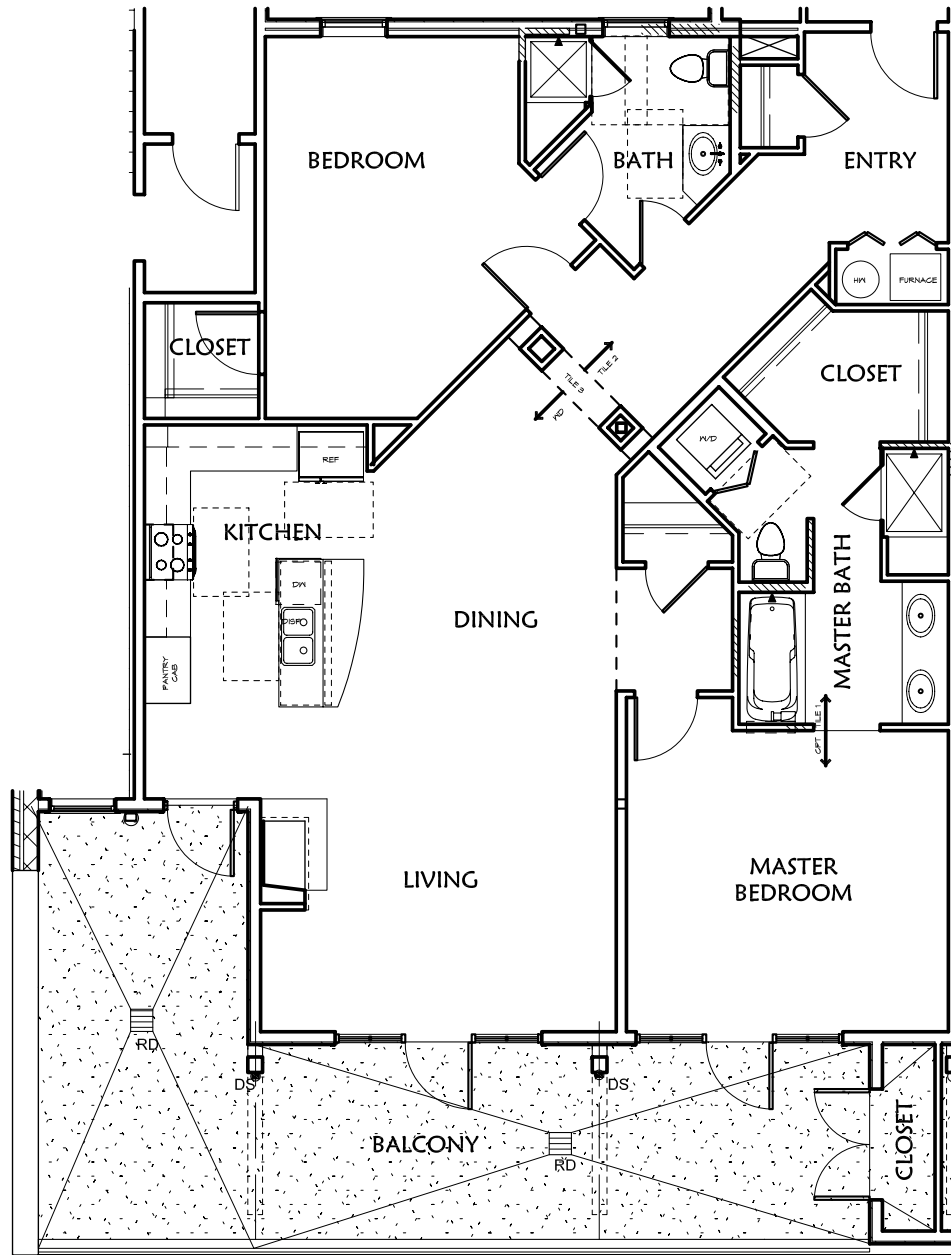 BEDROOM
BATH
ENTRY
HW
FURNACE
CLOSET
TILE 2
TILE 3
WD
CLOSET
W/D
REF
KITCHEN
DW
DISPO
DINING
PANTRY
CAB
MASTER BATH
TILE 1
CPT
LIVING
MASTER
BEDROOM
RD
DS
DS
BALCONY
RD
CLOSET